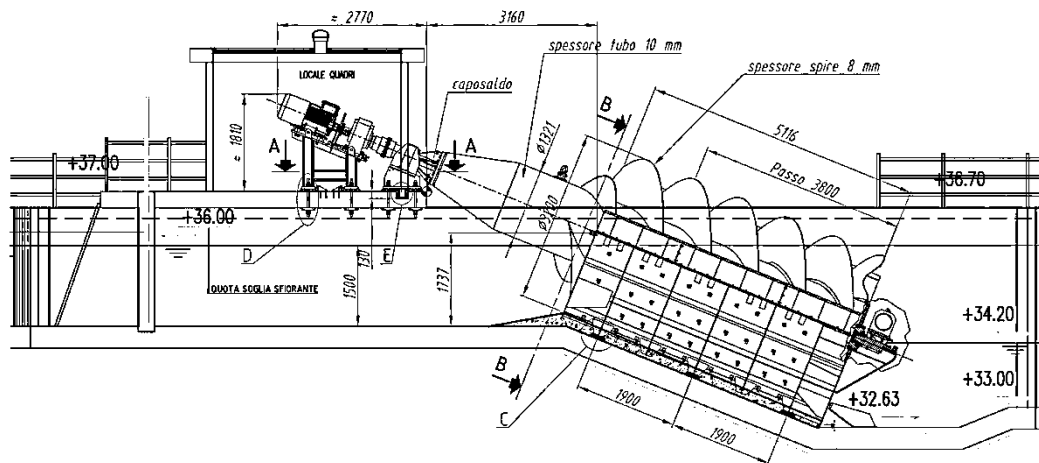 ≈ 2770
3160
spessore tubo 10 mm
spessore spire 8 mm
LOCALE QUADRI
caposaldo
B
5116
≈ 1810
A
A
Ø1321
Passo 3800
+37.00
+36.70
Ø3200
+36.00
D
E
130
1500
1737
QUOTA SOGLIA SFIORANTE
+34.20
+33.00
B
+32.63
C
1900
1900